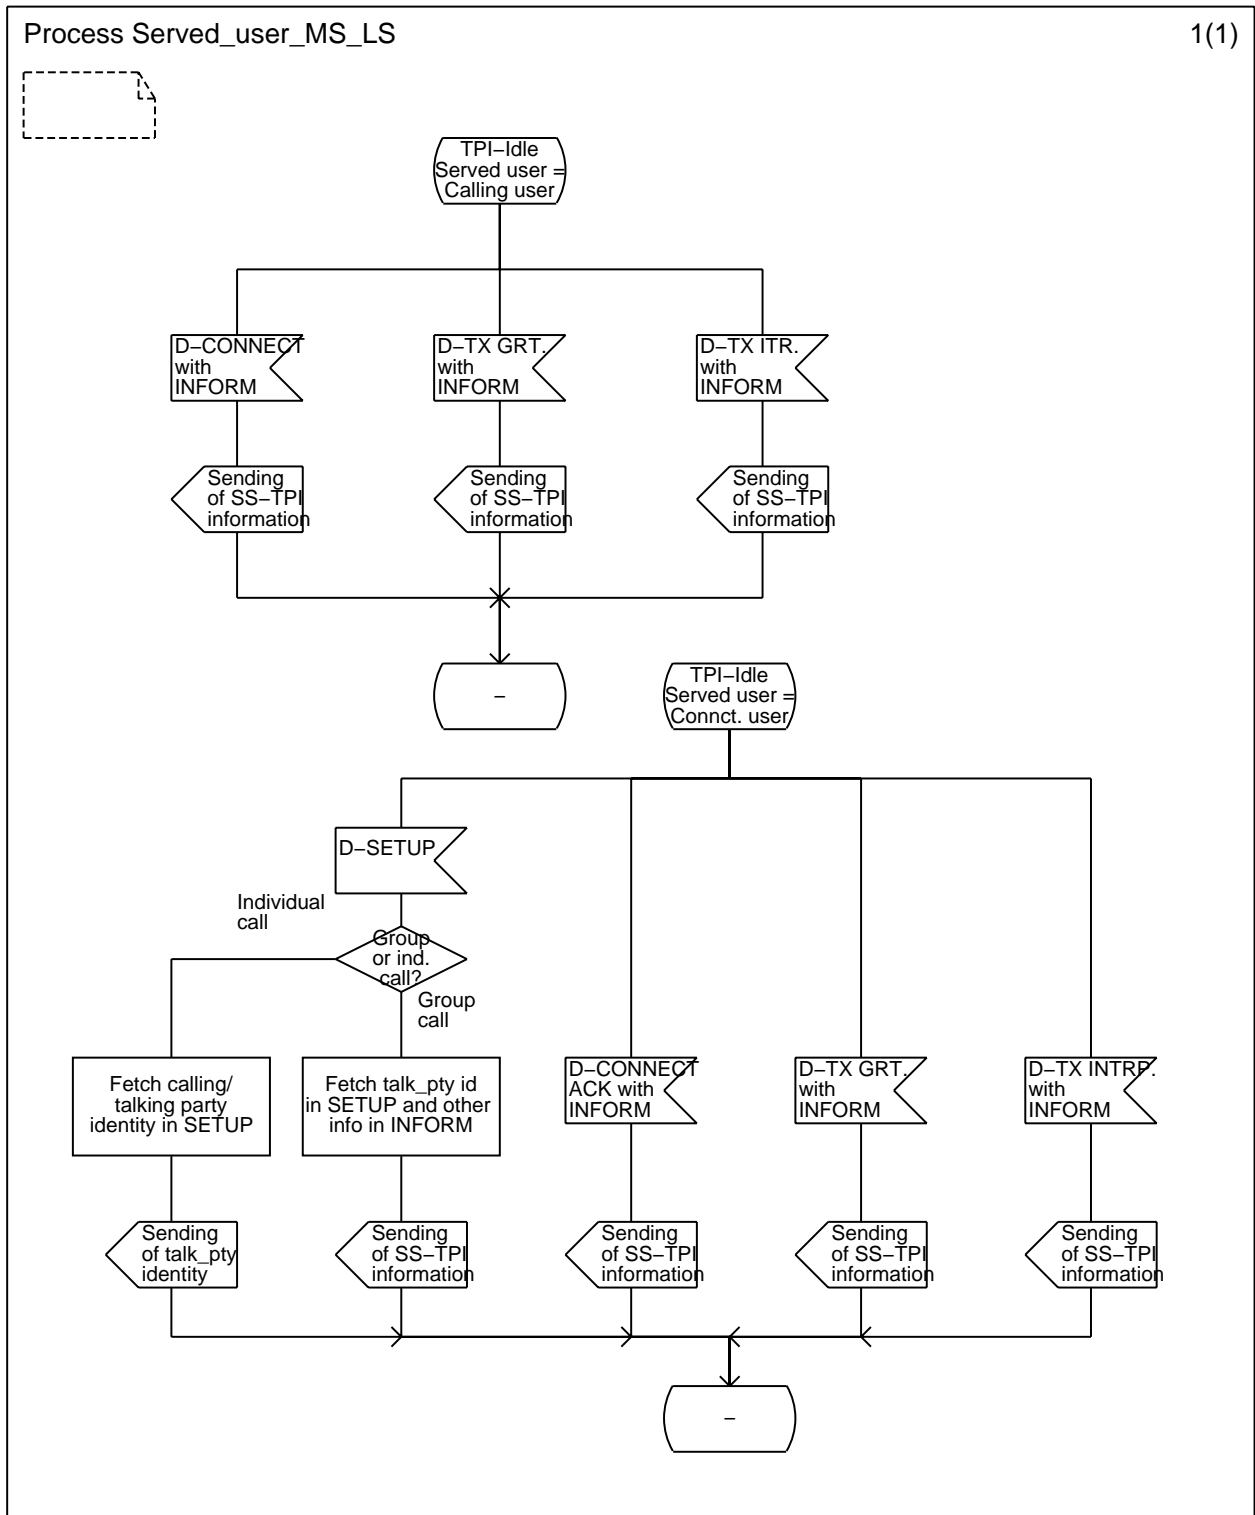 Process Served_user_MS_LS
1(1)
TPI–Idle
Served user =
Calling user
D–CONNECT
with
INFORM
D–TX GRT.
with
INFORM
D–TX ITR.
with
INFORM
Sending
of SS–TPI
information
Sending
of SS–TPI
information
Sending
of SS–TPI
information
–
TPI–Idle
Served user =
Connct. user
D–SETUP
Individual
call
Group
or ind.
call?
Group
call
Fetch calling/
talking party
identity in SETUP
Fetch talk_pty id
in SETUP and other
info in INFORM
D–CONNECT
ACK with
INFORM
D–TX GRT.
with
INFORM
D–TX INTRP.
with
INFORM
Sending
of talk_pty
identity
Sending
of SS–TPI
information
Sending
of SS–TPI
information
Sending
of SS–TPI
information
Sending
of SS–TPI
information
–